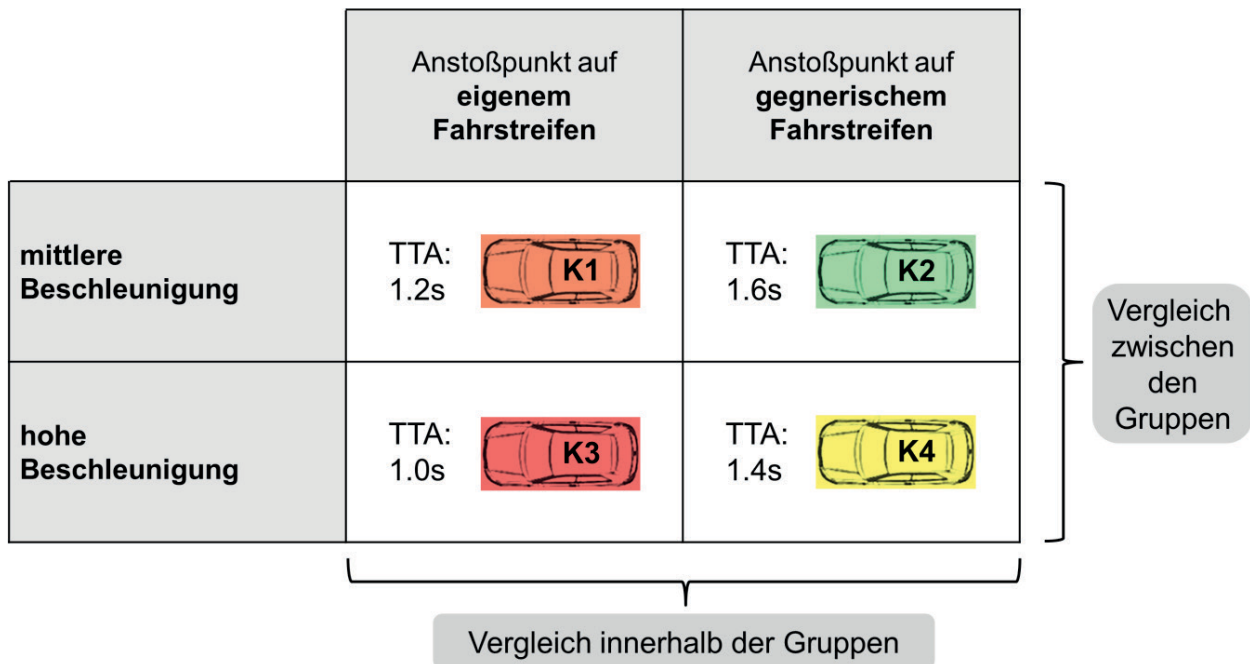 Anstoßpunkt auf
eigenem
Fahrstreifen
Anstoßpunkt auf
gegnerischem
Fahrstreifen
mittlere
Beschleunigung
TTA:
1.2s
K1
TTA:
1.6s
K2
hohe
Beschleunigung
TTA:
1.0s
K3
TTA:
1.4s
K4
Vergleich
zwischen
den
Gruppen
Vergleich innerhalb der Gruppen